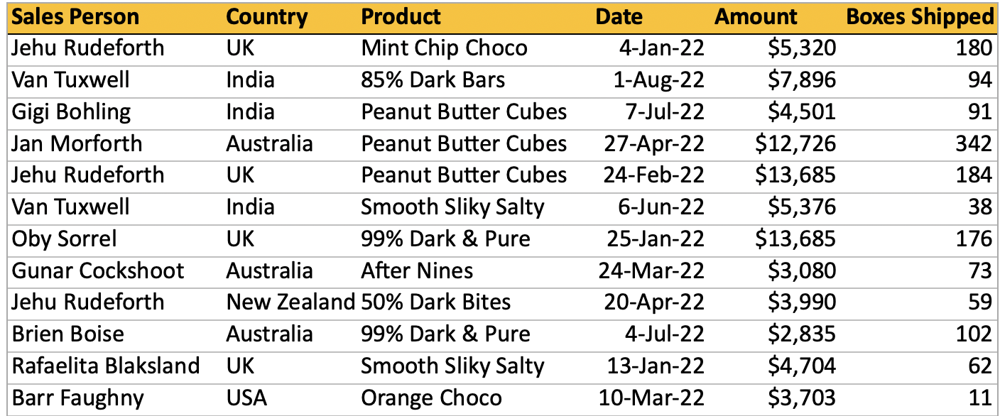 Sales Person Country Product Date Amount Boxes Shipped
Jehu Rudeforth UK Mint Chip Choco 4-Jan-22 $5,320 180
Van Tuxwell India 85% Dark Bars 1-Aug-22 $7,896 94
Gigi Bohling India Peanut Butter Cubes 7-Jul-22 $4,501 91
Jan Morforth Australia Peanut Butter Cubes 27-Apr-22 $12,726 342
Jehu Rudeforth UK Peanut Butter Cubes 24-Feb-22 $13,685 184
Van Tuxwell India Smooth Sliky Salty 6-Jun-22 $5,376 38
Oby Sorrel UK 99% Dark & Pure 25-Jan-22 $13,685 176
Gunar Cockshoot Australia After Nines 24-Mar-22 $3,080 73
Jehu Rudeforth New Zealand 50% Dark Bites 20-Apr-22 $3,990 59
Brien Boise Australia 99% Dark & Pure 4-Jul-22 $2,835 102
Rafaelita Blaksland UK Smooth Sliky Salty 13-Jan-22 $4,704 62
Barr Faughny USA Orange Choco 10-Mar-22 $3,703 11